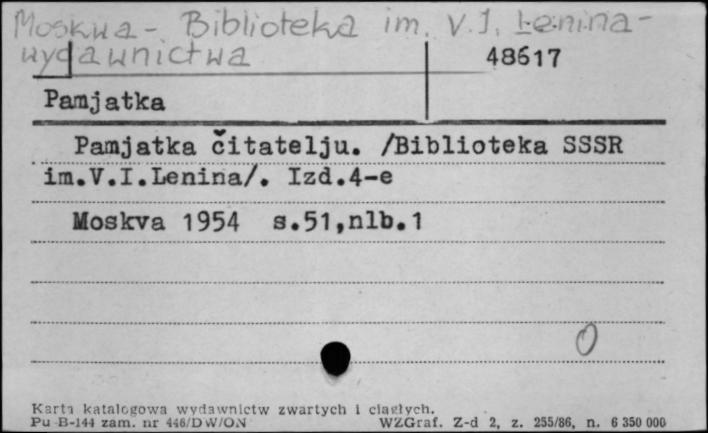 Moskwa - Biblioteka im. V. I. Lenina -
wydawnictwa
48617
Pamjatka
Pamjatka čitatelju. /Biblioteka SSSR
im.V.I.Lenina/. Izd.4-e
Moskva 1954 s.51,nlb.1
0
Karta katalogowa wydawnictw zwartych i ciągłych.
Pu-B-144 zam. nr 446/DW/ON WZGraf. Z-d 2, z. 255/86, n. 6 350 000